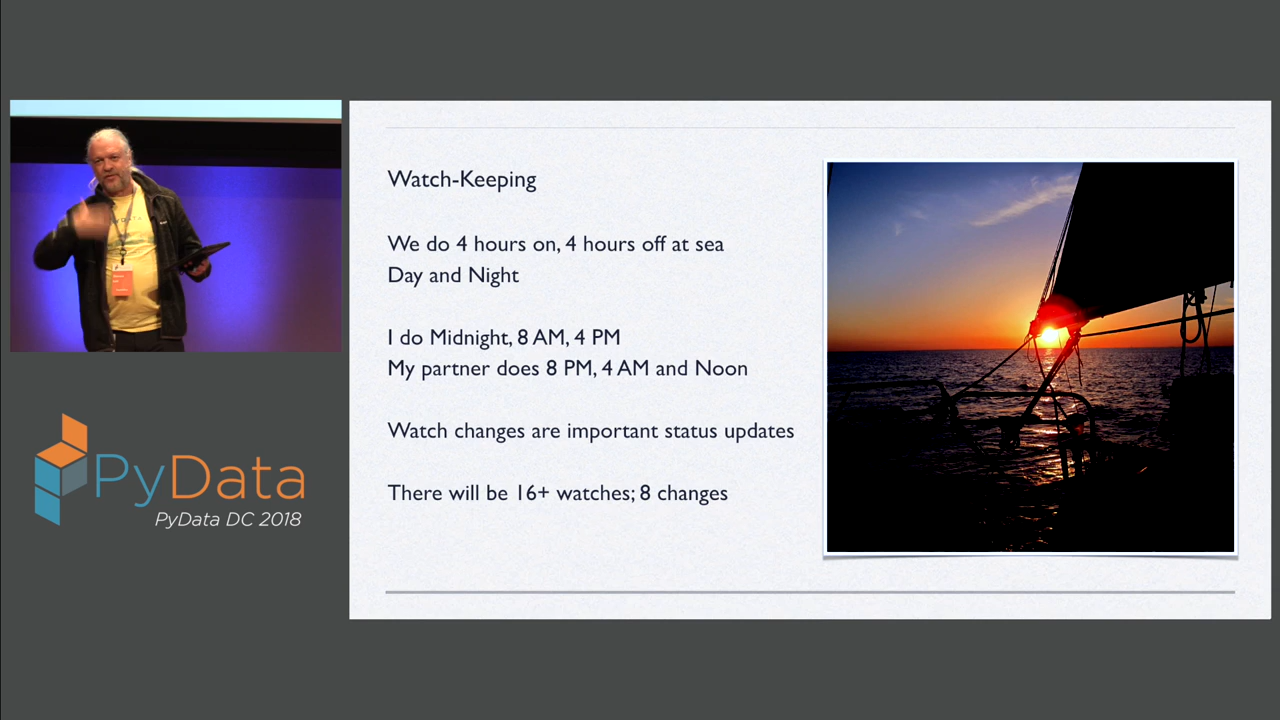 Watch-Keeping
We do 4 hours on, 4 hours off at sea
Day and Night
I do Midnight, 8 AM, 4 PM
My partner does 8 PM, 4 AM and Noon
Watch changes are important status updates
There will be 16+ watches; 8 changes
PyData
PyData DC 2018